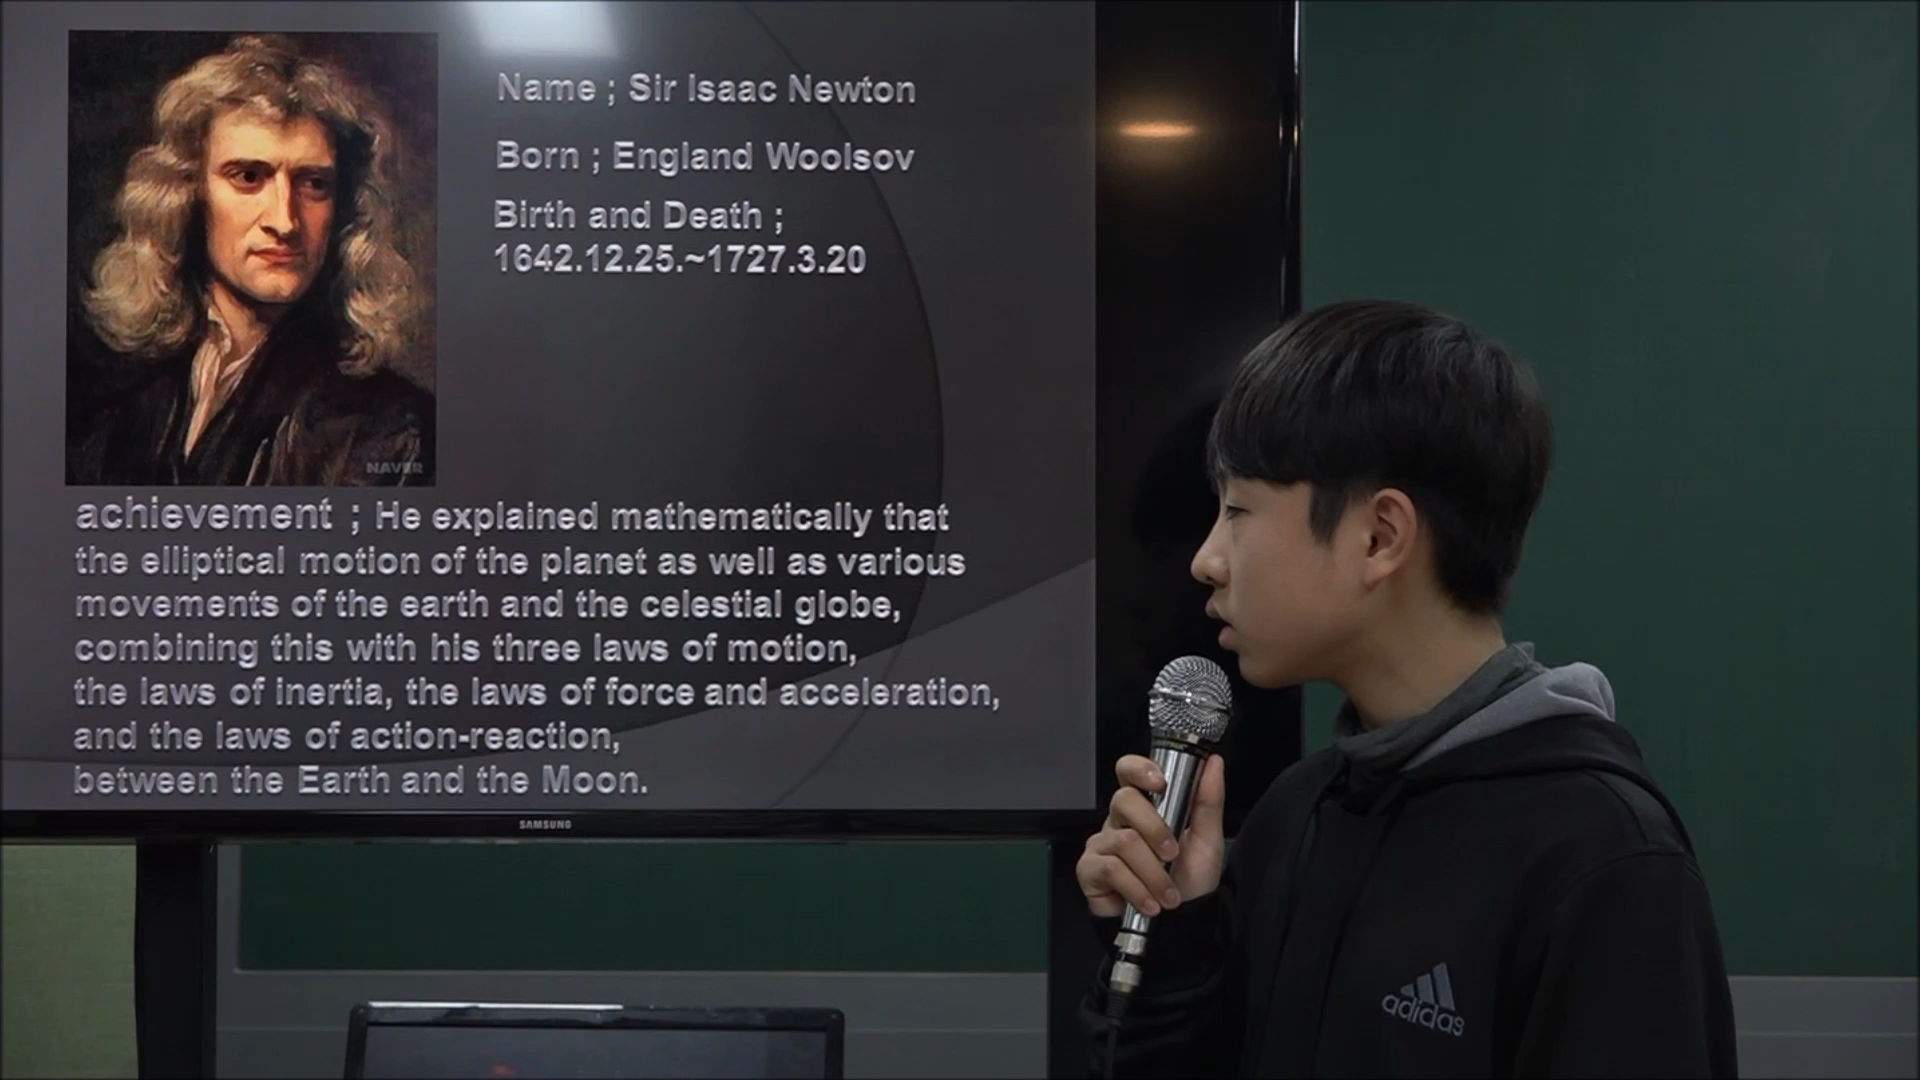 Name ; Sir Isaac Newton
Born ; England Woolsov
Birth and Death ;
1642.12.25.~1727.3.20
NAVER
achievement ; He explained mathematically that
the elliptical motion of the planet as well as various
movements of the earth and the celestial globe,
combining this with his three laws of motion,
the laws of inertia, the laws of force and acceleration,
and the laws of action-reaction,
between the Earth and the Moon.
SAMSUNG
adidas